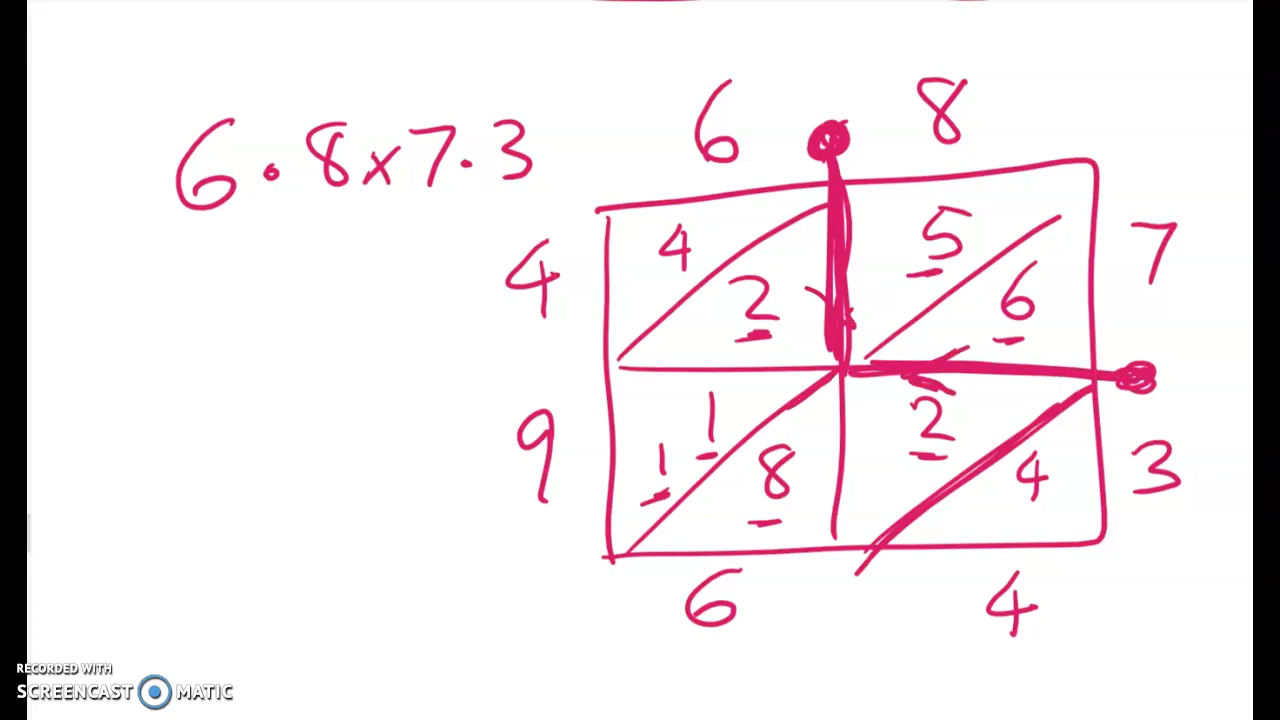 6.8x7.3
6 8
4 4 5 7
2 6
9 1 1 2 3
8 4
6 4
RECORDED WITH
SCREENCAST MATIC